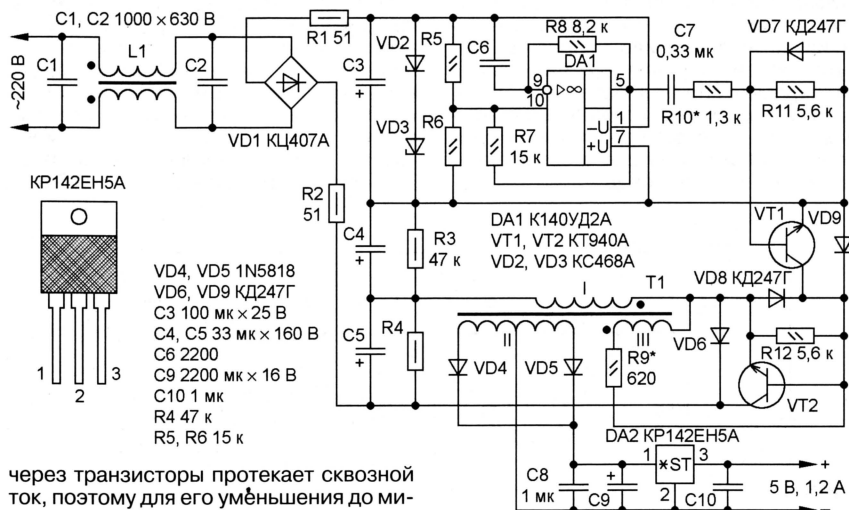 C1, C2 1000 × 630 В
L1
~220 В
C1
C2
VD1 КЦ407А
R1 51
R2
51
VD2
C3
+
VD3
R5
R6
C6
R8 8,2 к
DA1
9
10
▷∞
5
1
–U
+U
7
R7
15 к
C7
0,33 мк
R10* 1,3 к
VD7 КД247Г
R11 5,6 к
VT1
VD9
КР142ЕН5А
1
2
3
VD4, VD5 1N5818
VD6, VD9 КД247Г
C3 100 мк × 25 В
C4, C5 33 мк × 160 В
C6 2200
C9 2200 мк × 16 В
C10 1 мк
R4 47 к
R5, R6 15 к
C4
+
R3
47 к
DA1 К140УД2А
VT1, VT2 КТ940А
VD2, VD3 КС468А
I
T1
VD8 КД247Г
C5
+
R4
II
III
VD4
VD5
R9*
620
VD6
R12 5,6 к
VT2
DA2 КР142ЕН5А
C8
1 мк
+
C9
1
✶ST
3
2
C10
+
5 В, 1,2 А
–
через транзисторы протекает сквозной
ток, поэтому для его уменьшения до ми-